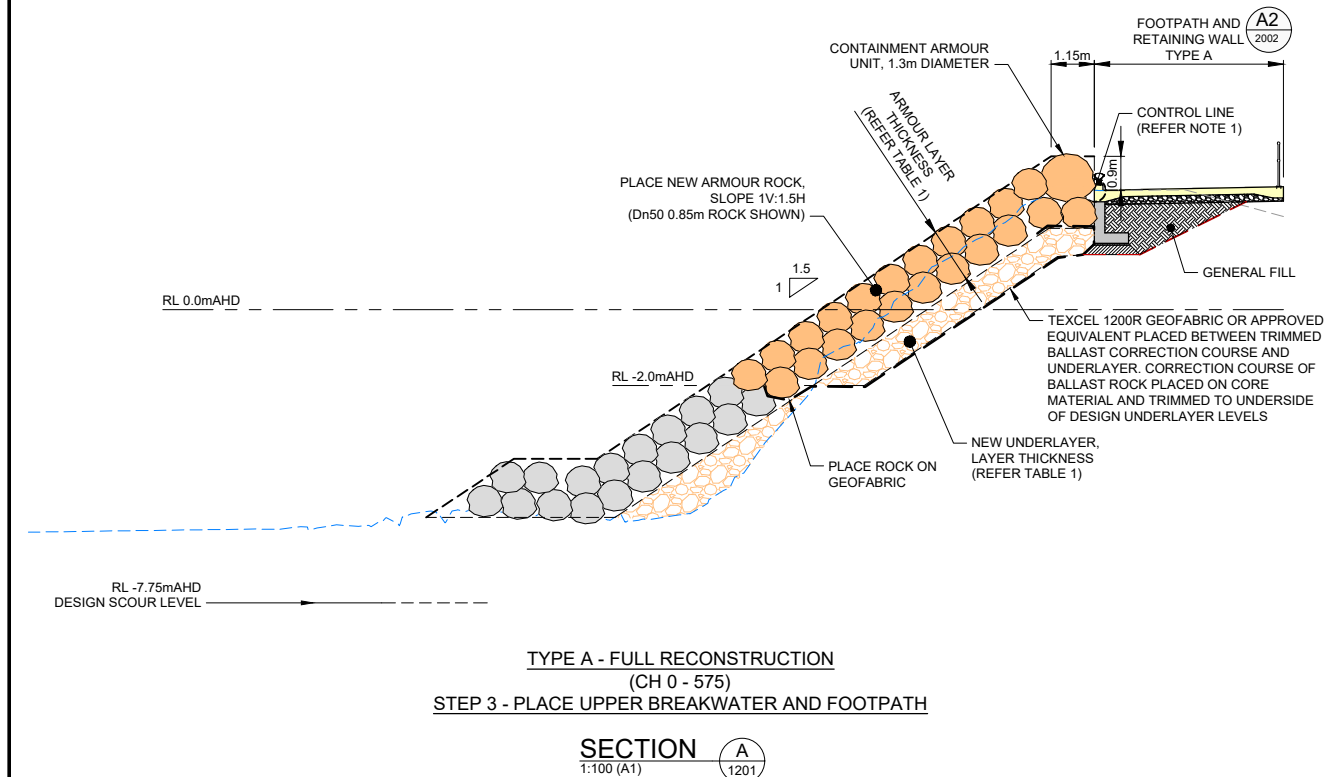 FOOTPATH AND
RETAINING WALL
TYPE A
A2
2002
CONTAINMENT ARMOUR
UNIT, 1.3m DIAMETER
1.15m
ARMOUR LAYER
THICKNESS
(REFER TABLE 1)
CONTROL LINE
(REFER NOTE 1)
0.9m
PLACE NEW ARMOUR ROCK,
SLOPE 1V:1.5H
(Dn50 0.85m ROCK SHOWN)
1.5
1
GENERAL FILL
RL 0.0mAHD
TEXCEL 1200R GEOFABRIC OR APPROVED
EQUIVALENT PLACED BETWEEN TRIMMED
BALLAST CORRECTION COURSE AND
UNDERLAYER. CORRECTION COURSE OF
BALLAST ROCK PLACED ON CORE
MATERIAL AND TRIMMED TO UNDERSIDE
OF DESIGN UNDERLAYER LEVELS
RL -2.0mAHD
NEW UNDERLAYER,
LAYER THICKNESS
(REFER TABLE 1)
PLACE ROCK ON
GEOFABRIC
RL -7.75mAHD
DESIGN SCOUR LEVEL
TYPE A - FULL RECONSTRUCTION
(CH 0 - 575)
STEP 3 - PLACE UPPER BREAKWATER AND FOOTPATH
SECTION
1:100 (A1)
A
1201